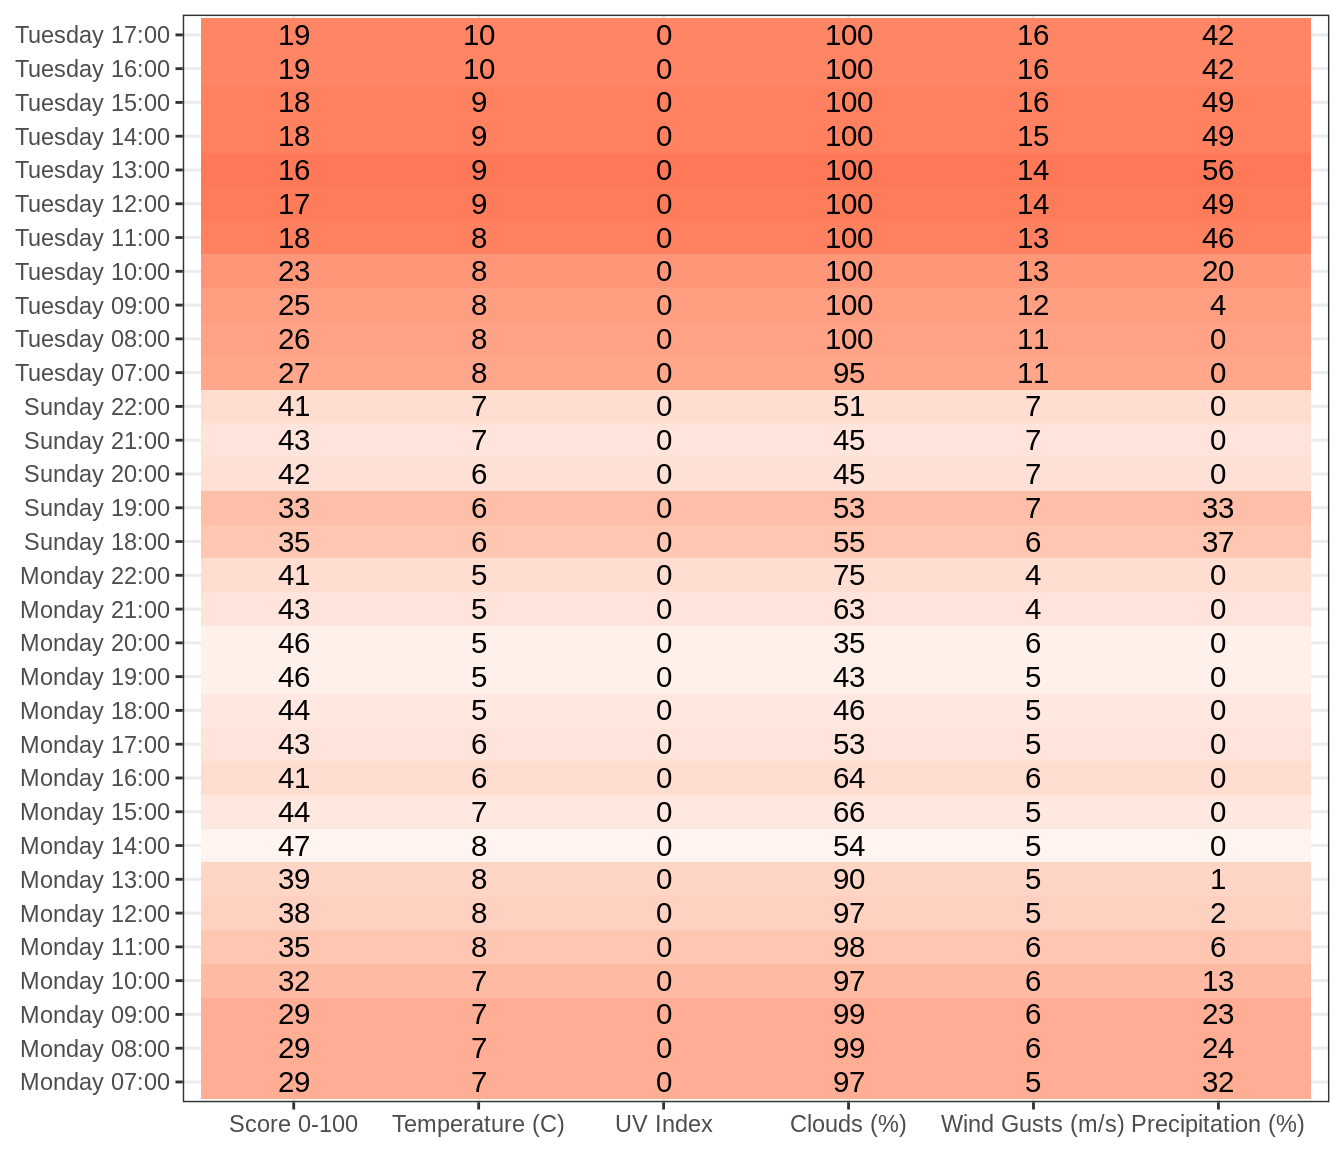 Tuesday 17:00 19 10 0 100 16 42
Tuesday 16:00 19 10 0 100 16 42
Tuesday 15:00 18 9 0 100 16 49
Tuesday 14:00 18 9 0 100 15 49
Tuesday 13:00 16 9 0 100 14 56
Tuesday 12:00 17 9 0 100 14 49
Tuesday 11:00 18 8 0 100 13 46
Tuesday 10:00 23 8 0 100 13 20
Tuesday 09:00 25 8 0 100 12 4
Tuesday 08:00 26 8 0 100 11 0
Tuesday 07:00 27 8 0 95 11 0
Sunday 22:00 41 7 0 51 7 0
Sunday 21:00 43 7 0 45 7 0
Sunday 20:00 42 6 0 45 7 0
Sunday 19:00 33 6 0 53 7 33
Sunday 18:00 35 6 0 55 6 37
Monday 22:00 41 5 0 75 4 0
Monday 21:00 43 5 0 63 4 0
Monday 20:00 46 5 0 35 6 0
Monday 19:00 46 5 0 43 5 0
Monday 18:00 44 5 0 46 5 0
Monday 17:00 43 6 0 53 5 0
Monday 16:00 41 6 0 64 6 0
Monday 15:00 44 7 0 66 5 0
Monday 14:00 47 8 0 54 5 0
Monday 13:00 39 8 0 90 5 1
Monday 12:00 38 8 0 97 5 2
Monday 11:00 35 8 0 98 6 6
Monday 10:00 32 7 0 97 6 13
Monday 09:00 29 7 0 99 6 23
Monday 08:00 29 7 0 99 6 24
Monday 07:00 29 7 0 97 5 32
Score 0-100 Temperature (C) UV Index Clouds (%) Wind Gusts (m/s) Precipitation (%)